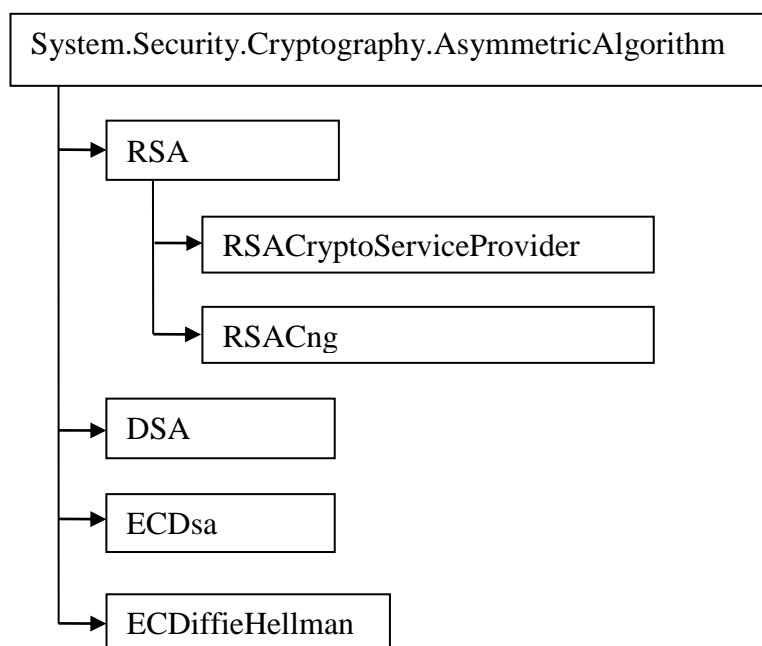 System.Security.Cryptography.AsymmetricAlgorithm
RSA
RSACryptoServiceProvider
RSACng
DSA
ECDsa
ECDiffieHellman